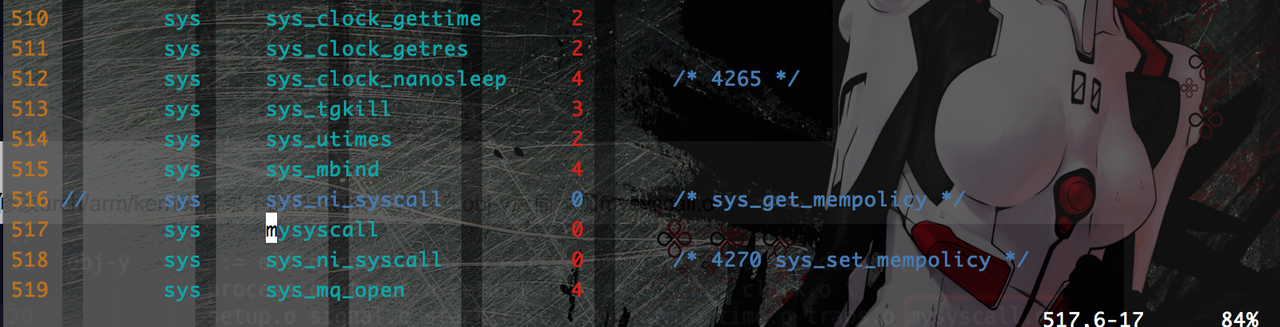 510 sys sys_clock_gettime 2
511 sys sys_clock_getres 2
512 sys sys_clock_nanosleep 4 /* 4265 */
513 sys sys_tgkill 3
514 sys sys_utimes 2
515 sys sys_mbind 4
516 // sys sys_ni_syscall 0 /* sys_get_mempolicy */
517 sys mysyscall 0
518 sys sys_ni_syscall 0 /* 4270 sys_set_mempolicy */
519 sys sys_mq_open 4
517,6-17 84%
00